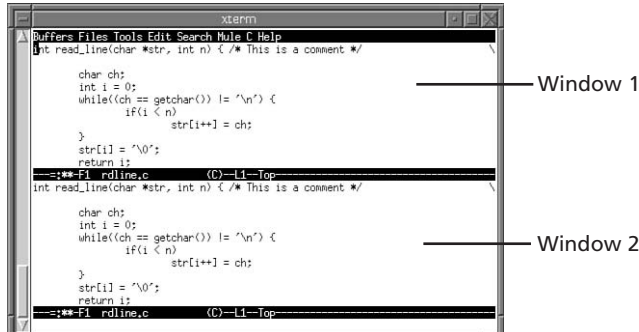 xterm
Buffers Files Tools Edit Search Mule C Help
int read_line(char *str, int n) { /* This is a comment */ \
char ch;
int i = 0;
while((ch == getchar()) != '\n') {
if(i < n)
str[i++] = ch;
}
str[i] = '\0';
return i;
---=:**-F1 rdline.c (C)--L1--Top---
int read_line(char *str, int n) { /* This is a comment */ \
char ch;
int i = 0;
while((ch == getchar()) != '\n') {
if(i < n)
str[i++] = ch;
}
str[i] = '\0';
return i;
---=:**-F1 rdline.c (C)--L1--Top---
Window 1
Window 2